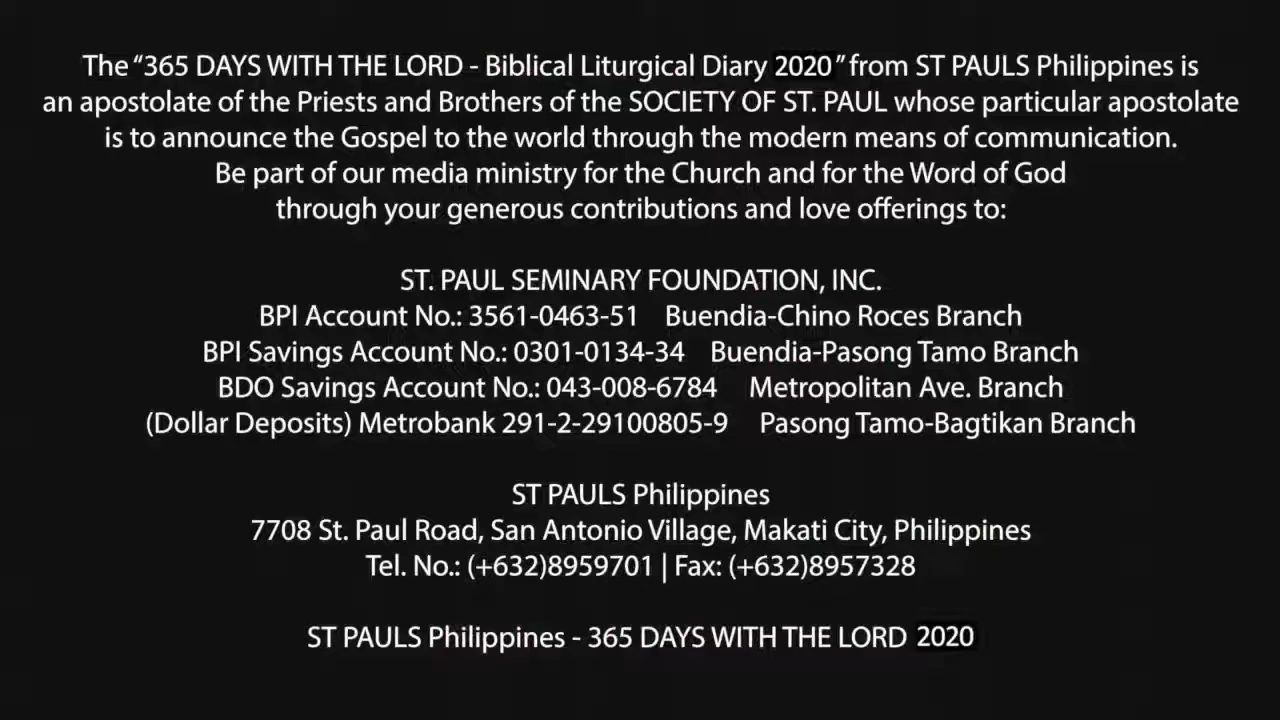 The “365 DAYS WITH THE LORD - Biblical Liturgical Diary 2020” from ST PAULS Philippines is
an apostolate of the Priests and Brothers of the SOCIETY OF ST. PAUL whose particular apostolate
is to announce the Gospel to the world through the modern means of communication.
Be part of our media ministry for the Church and for the Word of God
through your generous contributions and love offerings to:
ST. PAUL SEMINARY FOUNDATION, INC.
BPI Account No.: 3561-0463-51 Buendia-Chino Roces Branch
BPI Savings Account No.: 0301-0134-34 Buendia-Pasong Tamo Branch
BDO Savings Account No.: 043-008-6784 Metropolitan Ave. Branch
(Dollar Deposits) Metrobank 291-2-29100805-9 Pasong Tamo-Bagtikan Branch
ST PAULS Philippines
7708 St. Paul Road, San Antonio Village, Makati City, Philippines
Tel. No.: (+632)8959701 | Fax: (+632)8957328
ST PAULS Philippines - 365 DAYS WITH THE LORD 2020